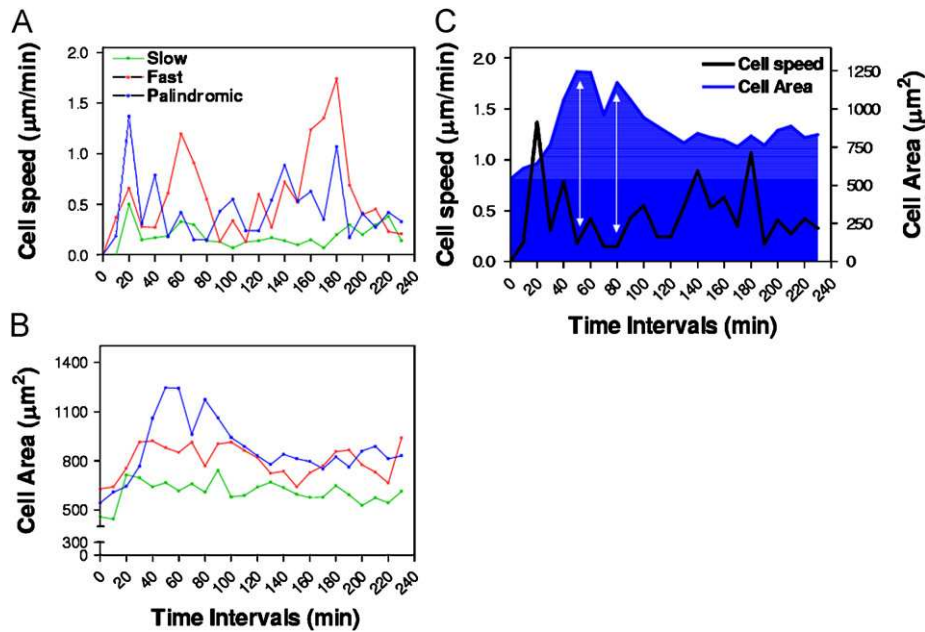 A
Cell speed (μm/min)
2.0
1.5
1.0
0.5
0.0
Slow
Fast
Palindromic
0 20 40 60 80 100 120 140 160 180 200 220 240
B
Cell Area (μm²)
1400
1100
800
500
300
0
0 20 40 60 80 100 120 140 160 180 200 220 240
Time Intervals (min)
C
Cell speed (μm/min)
2.0
1.5
1.0
0.5
0.0
Cell speed
Cell Area
1250
1000
750
500
250
0
Cell Area (μm²)
0 20 40 60 80 100 120 140 160 180 200 220 240
Time Intervals (min)